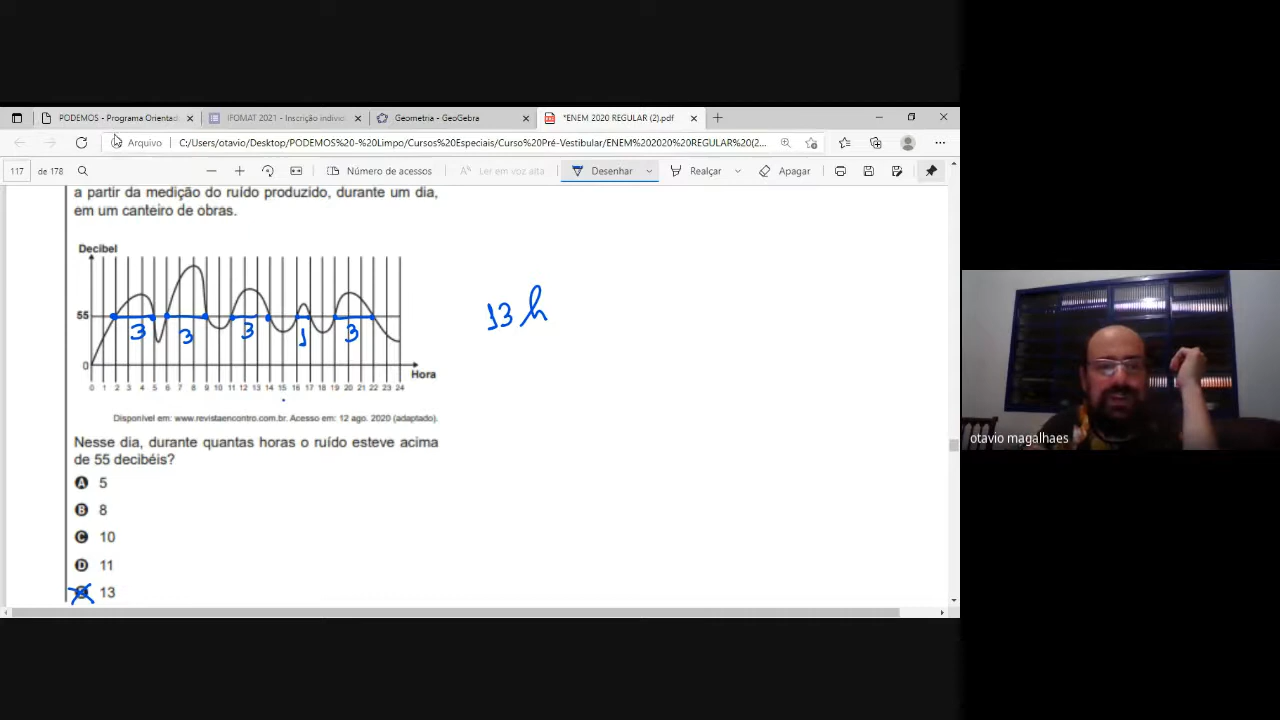 PODEMOS - Programa Orientad
IFOMAT 2021 - Inscrição individ
Geometria - GeoGebra
*ENEM 2020 REGULAR (2).pdf
Arquivo
C:/Users/otavio/Desktop/PODEMOS%20-%20Limpo/Cursos%20Especiais/Curso%20Pré-Vestibular/ENEM%202020%20REGULAR%20(2...
117 de 178
Número de acessos
Ler em voz alta
Desenhar
Realçar
Apagar
a partir da medição do ruído produzido, durante um dia,
em um canteiro de obras.
Decibel
55
3 3 3 1 3
13 h
0
Hora
0 1 2 3 4 5 6 7 8 9 10 11 12 13 14 15 16 17 18 19 20 21 22 23 24
Disponível em: www.revistaencontro.com.br. Acesso em: 12 ago. 2020 (adaptado).
Nesse dia, durante quantas horas o ruído esteve acima
de 55 decibéis?
A 5
B 8
C 10
D 11
13
otavio magalhaes